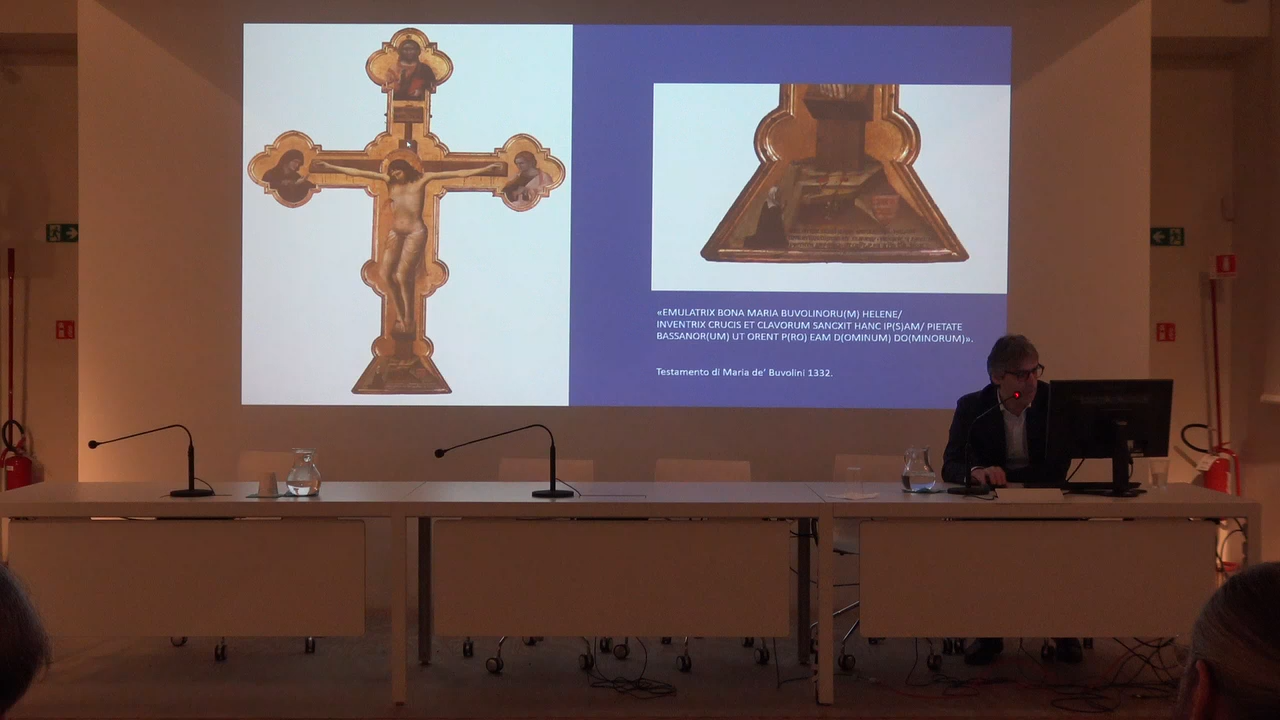 «EMULATRIX BONA MARIA BUVOLINORU(M) HELENE/
INVENTRIX CRUCIS ET CLAVORUM SANCXIT HANC IP(S)AM/ PIETATE
BASSANOR(UM) UT ORENT P(RO) EAM D(OMINUM) DO(MINORUM)».
Testamento di Maria de' Buvolini 1332.